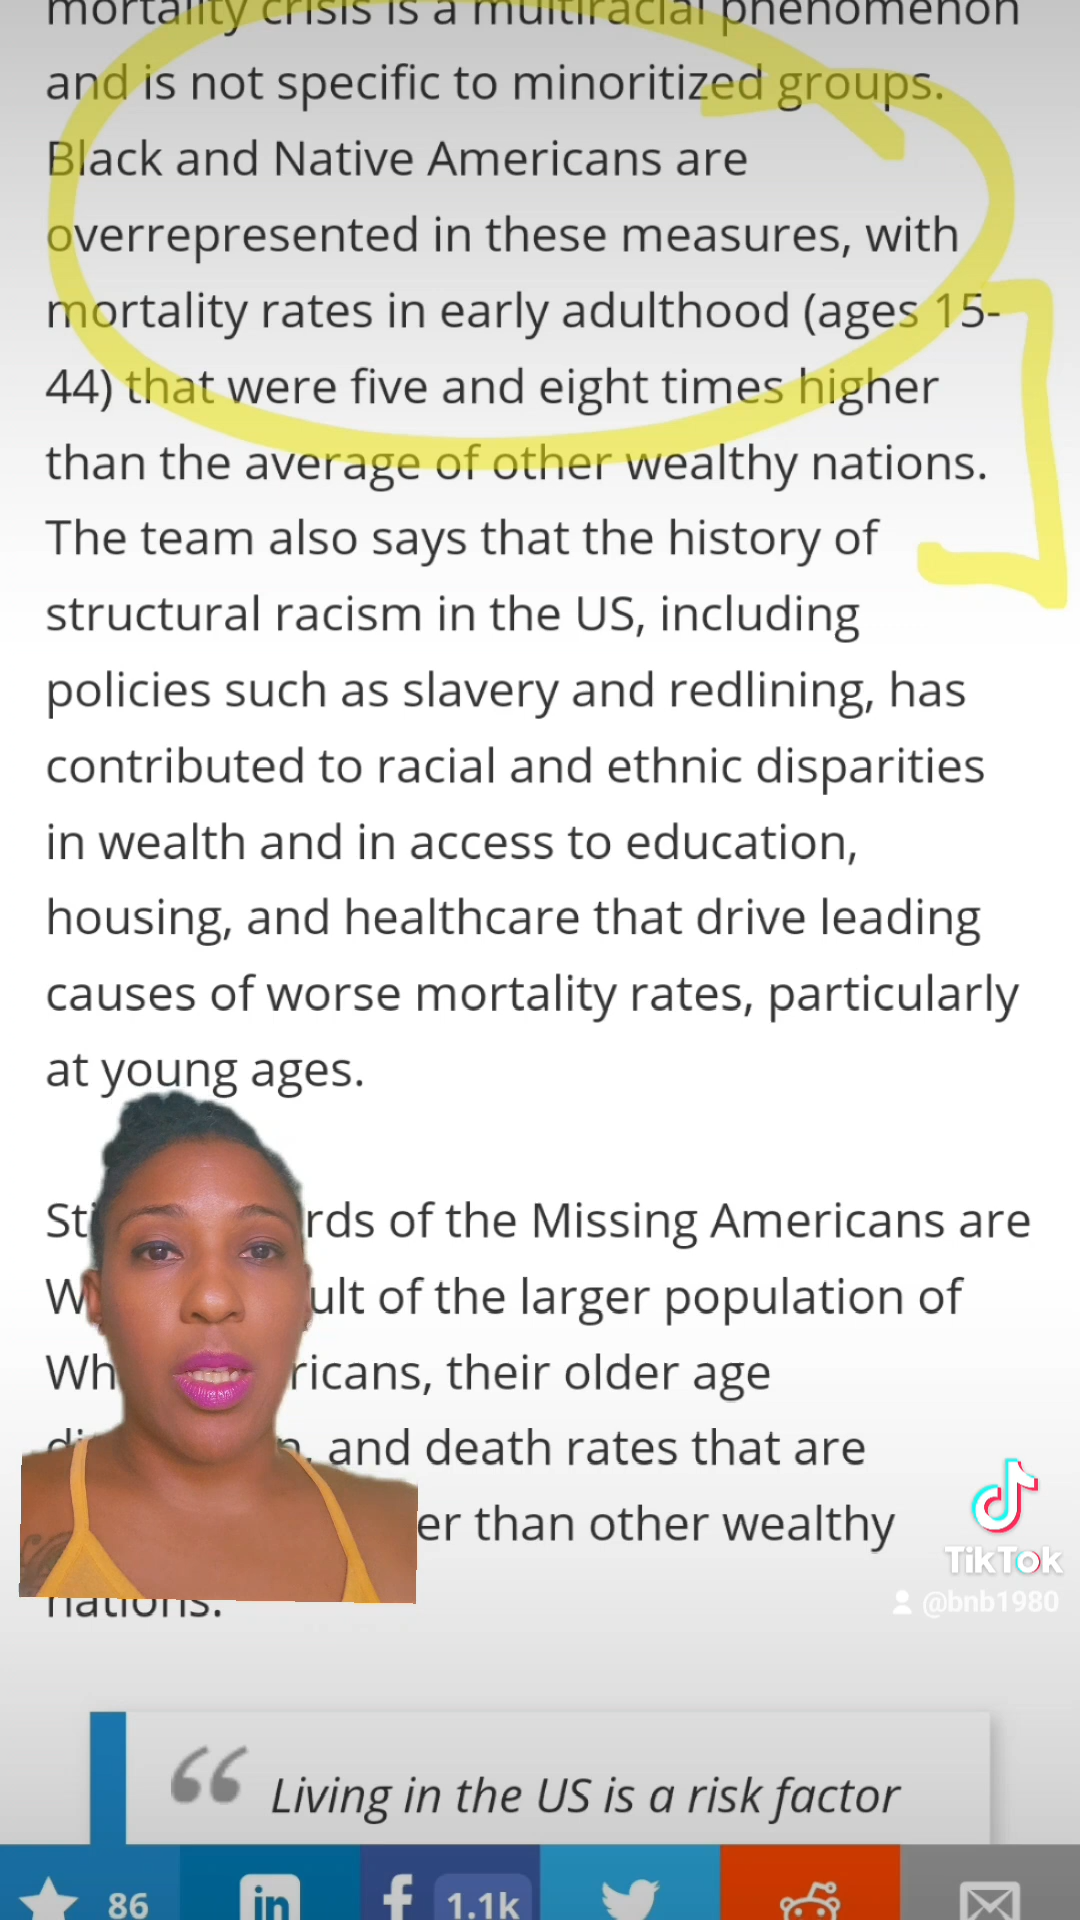 mortality crisis is a multiracial phenomenon
and is not specific to minoritized groups.
Black and Native Americans are
overrepresented in these measures, with
mortality rates in early adulthood (ages 15-
44) that were five and eight times higher
than the average of other wealthy nations.
The team also says that the history of
structural racism in the US, including
policies such as slavery and redlining, has
contributed to racial and ethnic disparities
in wealth and in access to education,
housing, and healthcare that drive leading
causes of worse mortality rates, particularly
at young ages.
of the Missing Americans are
of the larger population of
their older age
and death rates that are
than other wealthy
nations.
TikTok
@bnb1980
“ Living in the US is a risk factor
86
in
f 1.1k